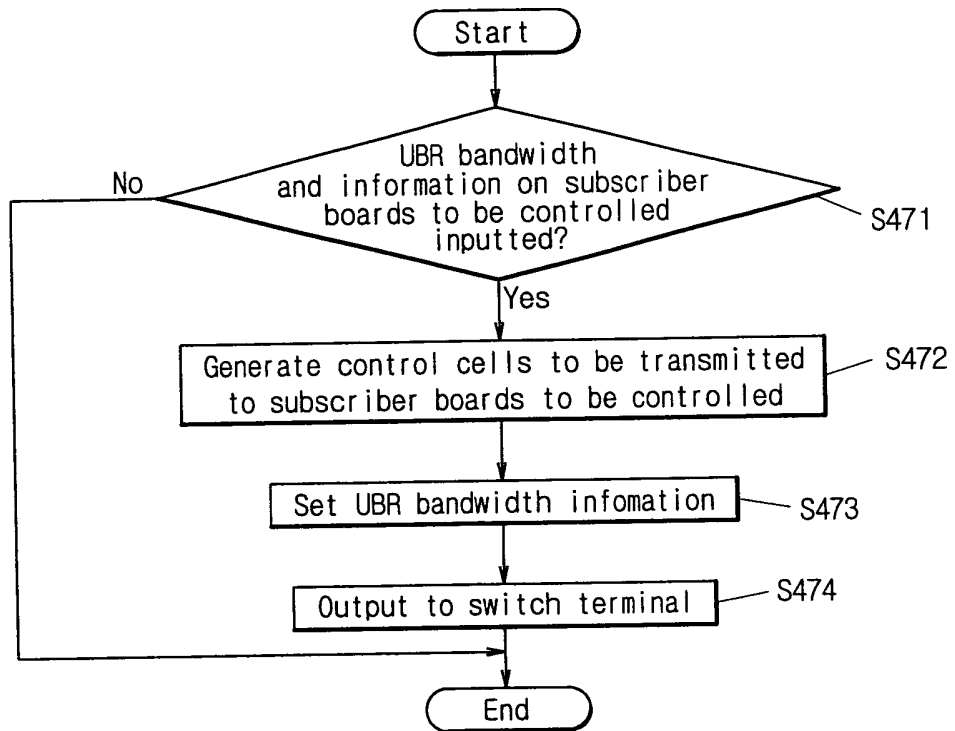 Start
UBR bandwidth
and information on subscriber
boards to be controlled
inputted?
No
S471
Yes
Generate control cells to be transmitted
to subscriber boards to be controlled
S472
Set UBR bandwidth infomation
S473
Output to switch terminal
S474
End